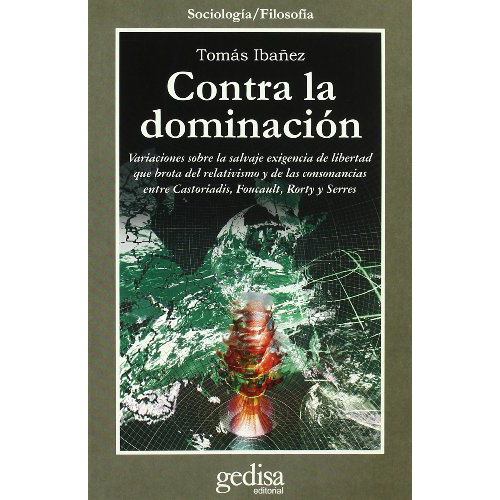 Sociología/Filosofía
Tomás Ibañez
Contra la
dominación
Variaciones sobre la salvaje exigencia de libertad
que brota del relativismo y de las consonancias
entre Castoriadis, Foucault, Rorty y Serres
gedisa
editorial